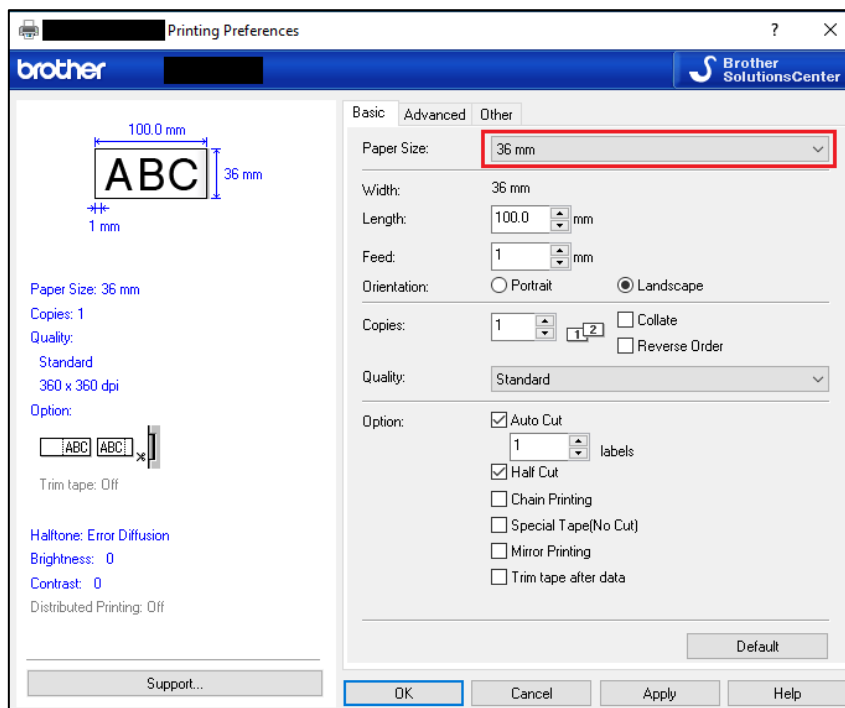 Printing Preferences
brother
Brother
SolutionsCenter
100.0 mm
ABC
36 mm
1 mm
Paper Size: 36 mm
Copies: 1
Quality:
Standard
360 x 360 dpi
Option:
ABC ABC
Trim tape: Off
Halftone: Error Diffusion
Brightness: 0
Contrast: 0
Distributed Printing: Off
Support...
Basic Advanced Other
Paper Size: 36 mm
Width: 36 mm
Length: 100.0 mm
Feed: 1 mm
Orientation: Portrait Landscape
Copies: 1 1 2 Collate
Reverse Order
Quality: Standard
Option: Auto Cut
1 labels
Half Cut
Chain Printing
Special Tape(No Cut)
Mirror Printing
Trim tape after data
Default
OK Cancel Apply Help